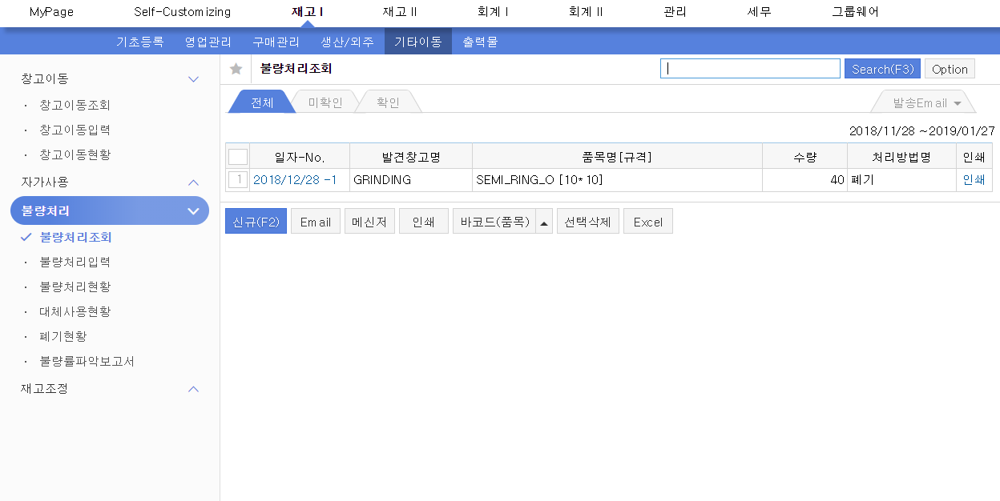 MyPage Self-Customizing 재고 I 재고 II 회계 I 회계 II 관리 세무 그룹웨어
기초등록 영업관리 구매관리 생산/외주 기타이동 출력물
창고이동
· 창고이동조회
· 창고이동입력
· 창고이동현황
자가사용
불량처리
불량처리조회
· 불량처리입력
· 불량처리현황
· 대체사용현황
· 폐기현황
· 불량률파악보고서
재고조정
불량처리조회 Search(F3) Option
전체 미확인 확인 발송Email
2018/11/28 ~2019/01/27
일자-No. 발견창고명 품목명[규격] 수량 처리방법명 인쇄
1 2018/12/28 -1 GRINDING SEMI_RING_O [10*10] 40 폐기 인쇄
신규(F2) Email 메신저 인쇄 바코드(품목) 선택삭제 Excel